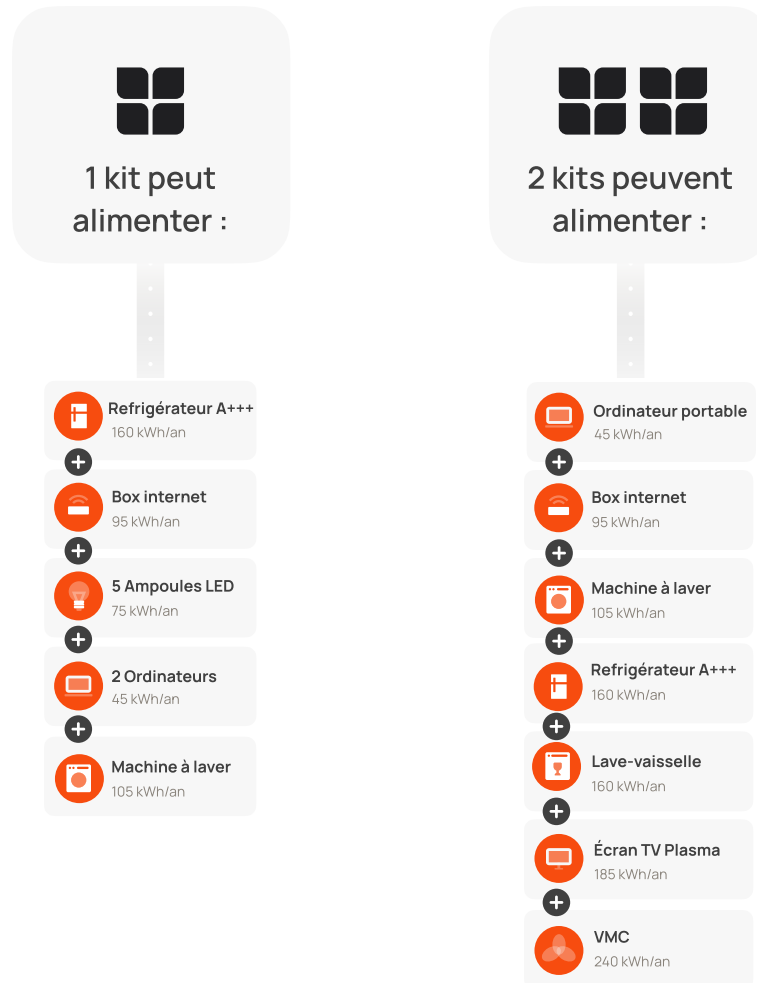 1 kit peut
alimenter :
Refrigérateur A+++
160 kWh/an
Box internet
95 kWh/an
5 Ampoules LED
75 kWh/an
2 Ordinateurs
45 kWh/an
Machine à laver
105 kWh/an
2 kits peuvent
alimenter :
Ordinateur portable
45 kWh/an
Box internet
95 kWh/an
Machine à laver
105 kWh/an
Refrigérateur A+++
160 kWh/an
Lave-vaisselle
160 kWh/an
Écran TV Plasma
185 kWh/an
VMC
240 kWh/an